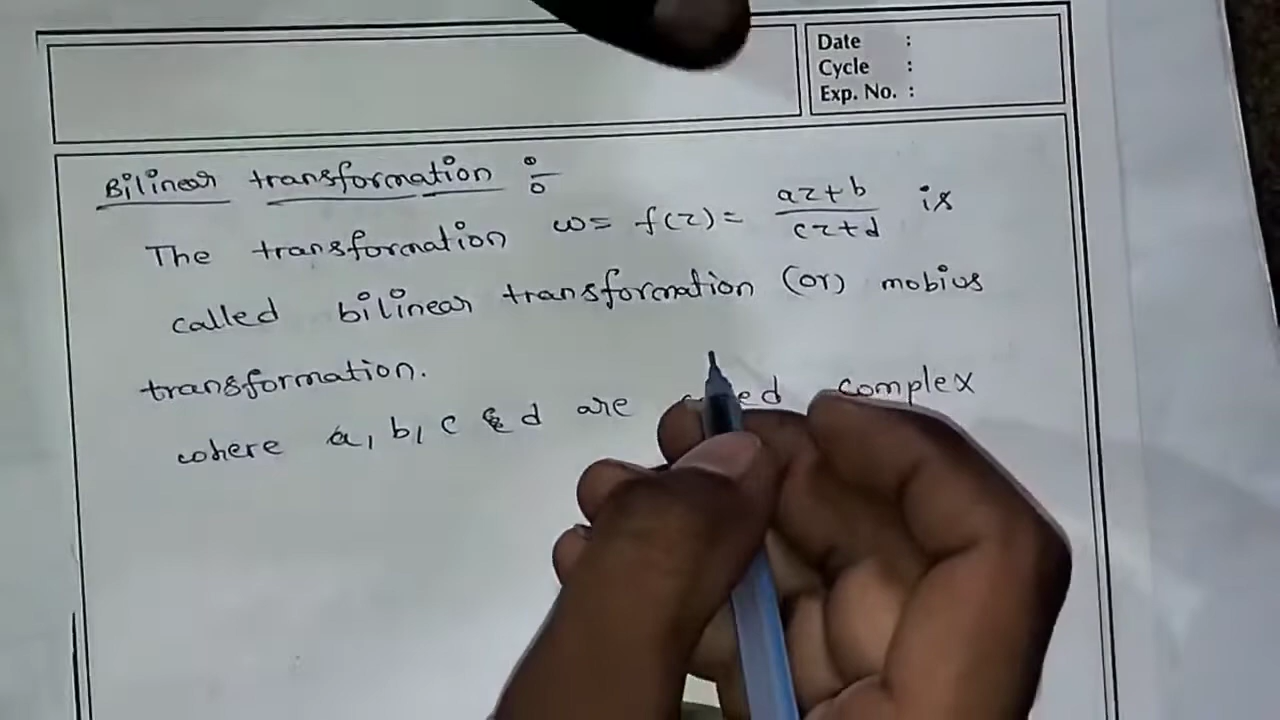 Date :
Cycle :
Exp. No. :
Bilinear transformation :
The transformation w = f(z) = (az+b)/(cz+d) is
called bilinear transformation (or) mobius
transformation.
where a, b, c & d are complex